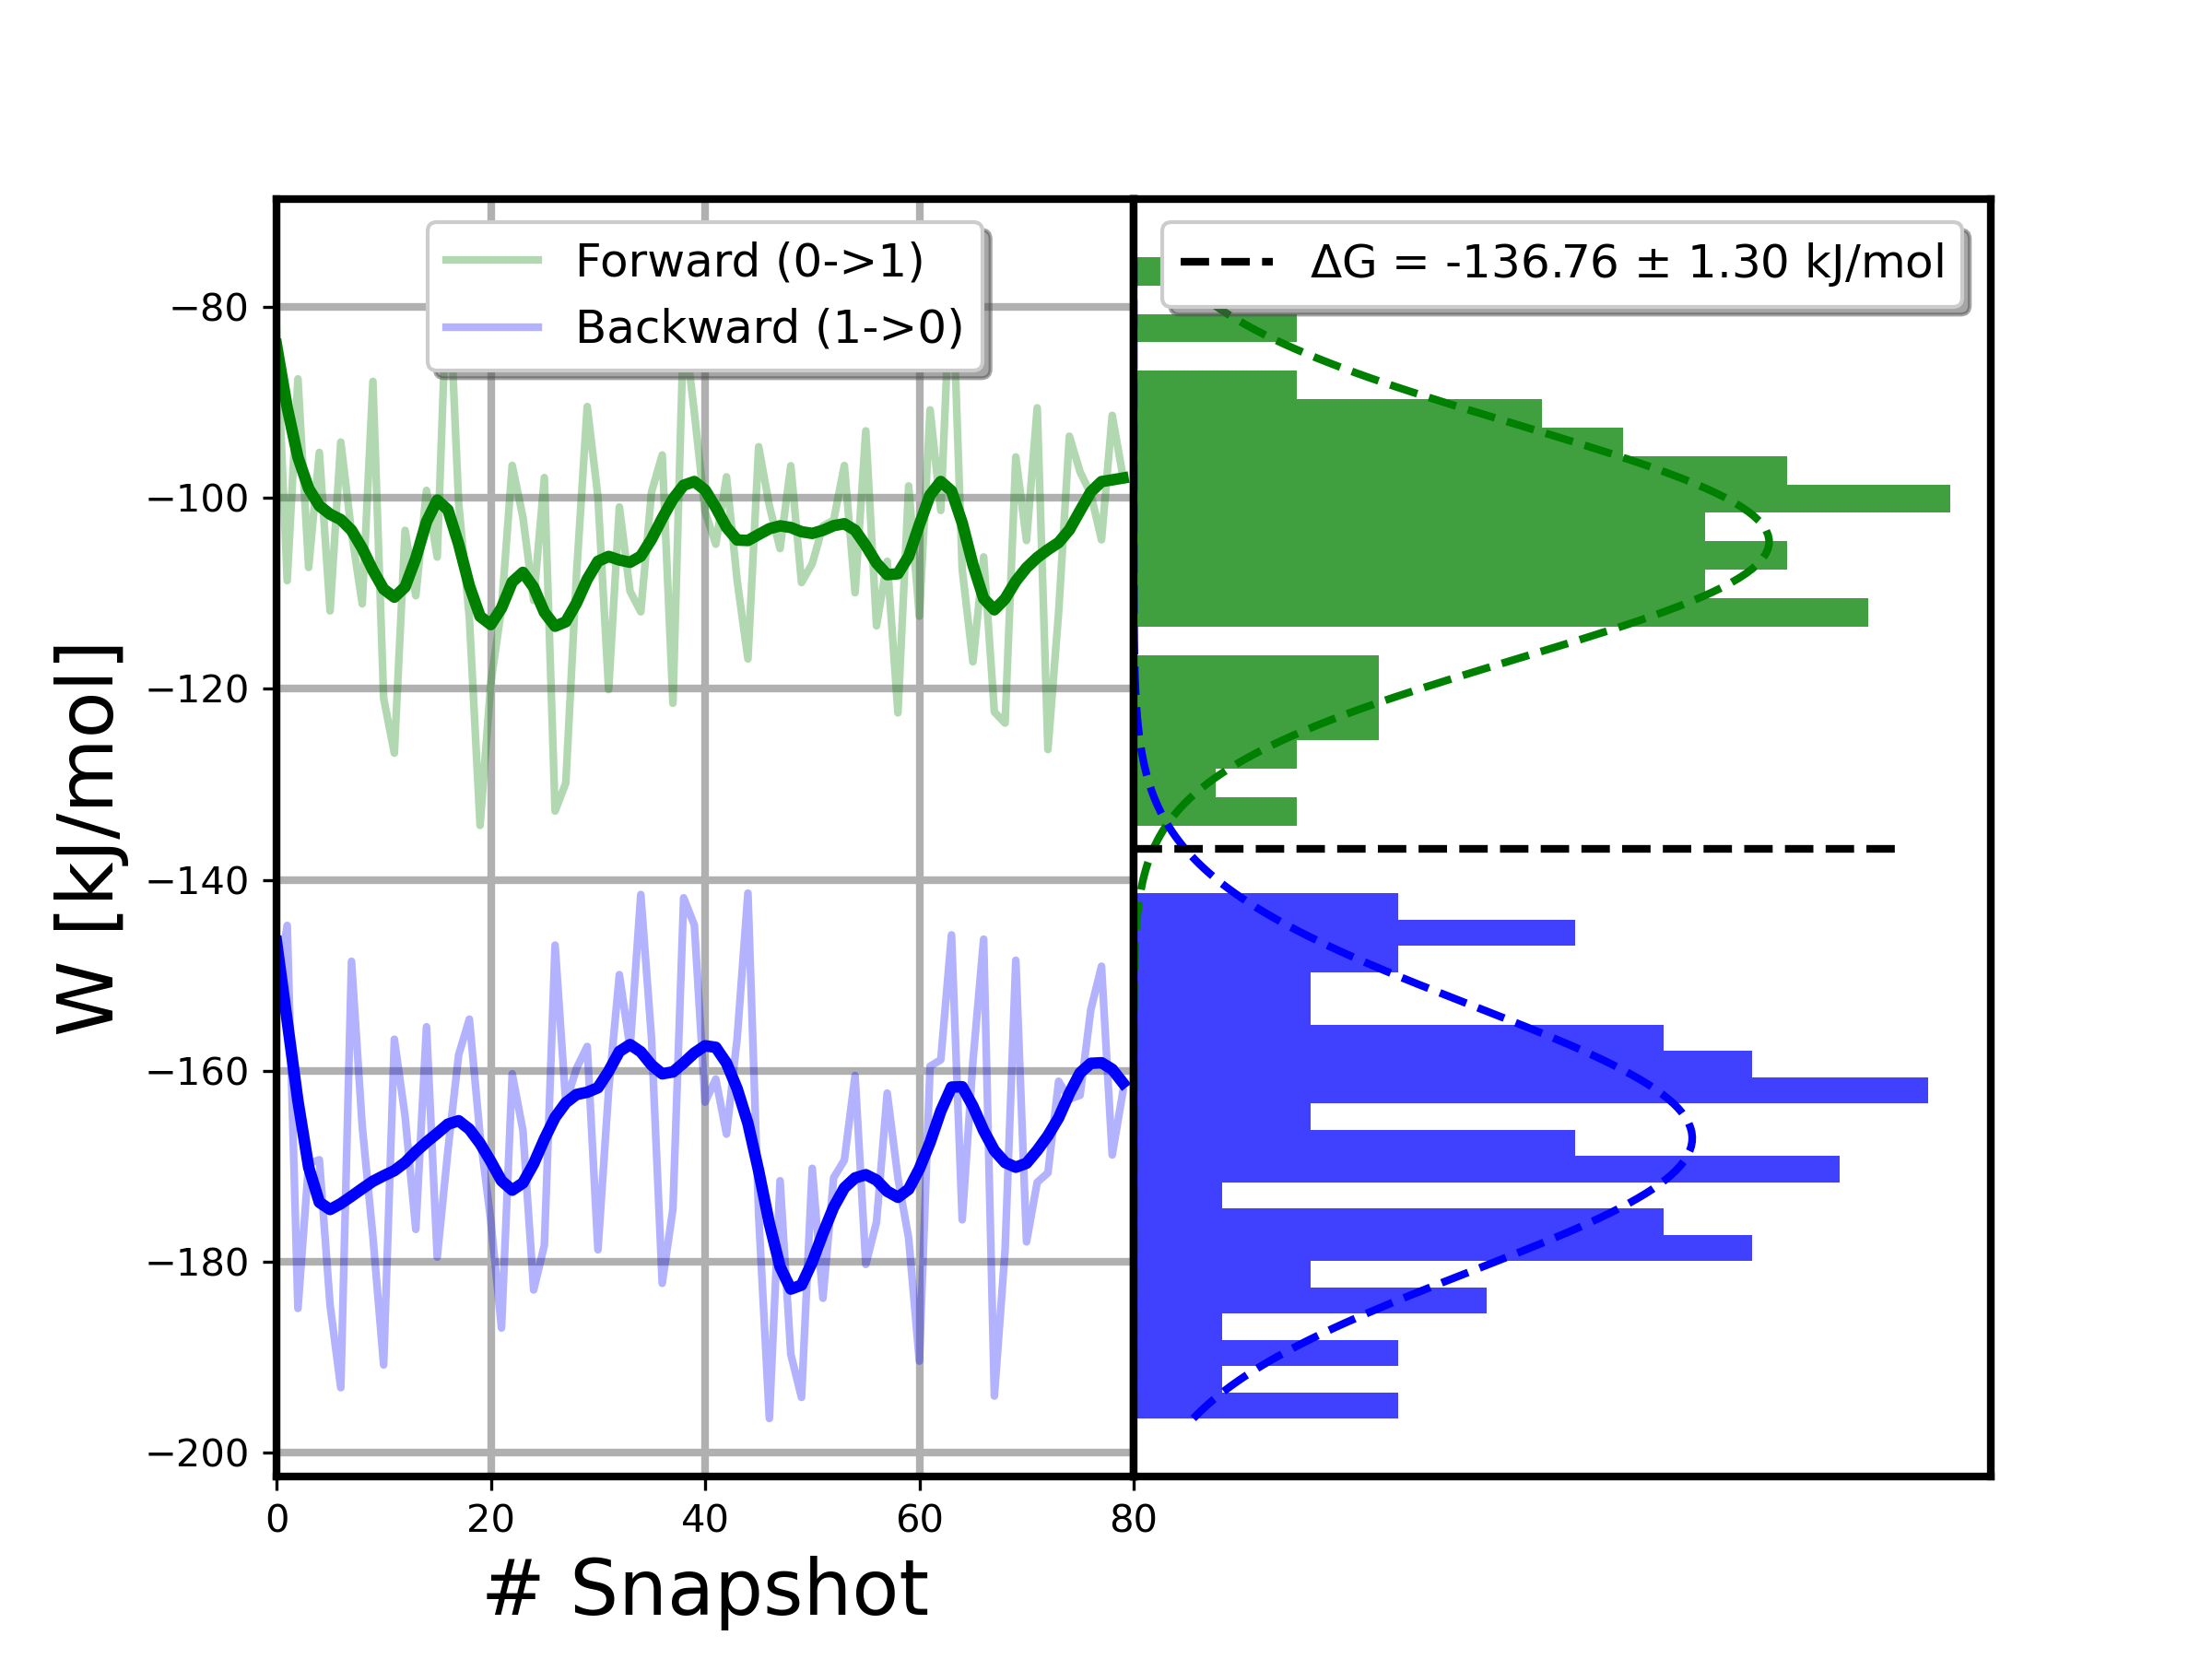 Forward (0->1)
Backward (1->0)
ΔG = -136.76 ± 1.30 kJ/mol
W [kJ/mol]
−80
−100
−120
−140
−160
−180
−200
0 20 40 60 80
# Snapshot